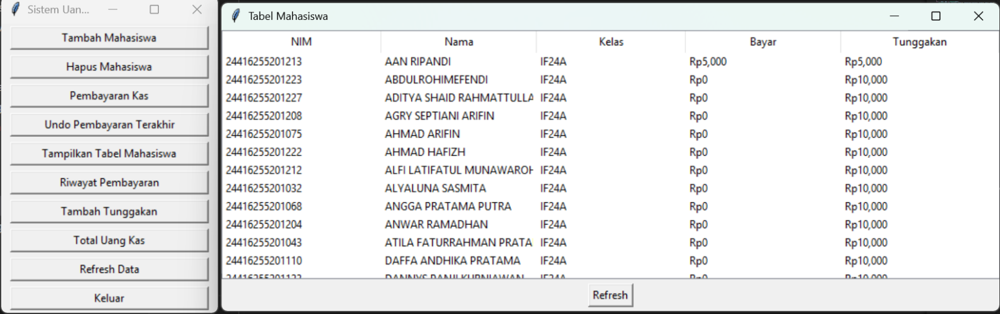 Sistem Uan...
Tambah Mahasiswa
Hapus Mahasiswa
Pembayaran Kas
Undo Pembayaran Terakhir
Tampilkan Tabel Mahasiswa
Riwayat Pembayaran
Tambah Tunggakan
Total Uang Kas
Refresh Data
Keluar
Tabel Mahasiswa
NIM Nama Kelas Bayar Tunggakan
24416255201213 AAN RIPANDI IF24A Rp5,000 Rp5,000
24416255201223 ABDULROHIMEFENDI IF24A Rp0 Rp10,000
24416255201227 ADITYA SHAID RAHMATTULLA IF24A Rp0 Rp10,000
24416255201208 AGRY SEPTIANI ARIFIN IF24A Rp0 Rp10,000
24416255201075 AHMAD ARIFIN IF24A Rp0 Rp10,000
24416255201222 AHMAD HAFIZH IF24A Rp0 Rp10,000
24416255201212 ALFI LATIFATUL MUNAWAROH IF24A Rp0 Rp10,000
24416255201032 ALYALUNA SASMITA IF24A Rp0 Rp10,000
24416255201068 ANGGA PRATAMA PUTRA IF24A Rp0 Rp10,000
24416255201204 ANWAR RAMADHAN IF24A Rp0 Rp10,000
24416255201043 ATILA FATURRAHMAN PRATA IF24A Rp0 Rp10,000
24416255201110 DAFFA ANDHIKA PRATAMA IF24A Rp0 Rp10,000
IF24A Rp0 Rp10,000
Refresh